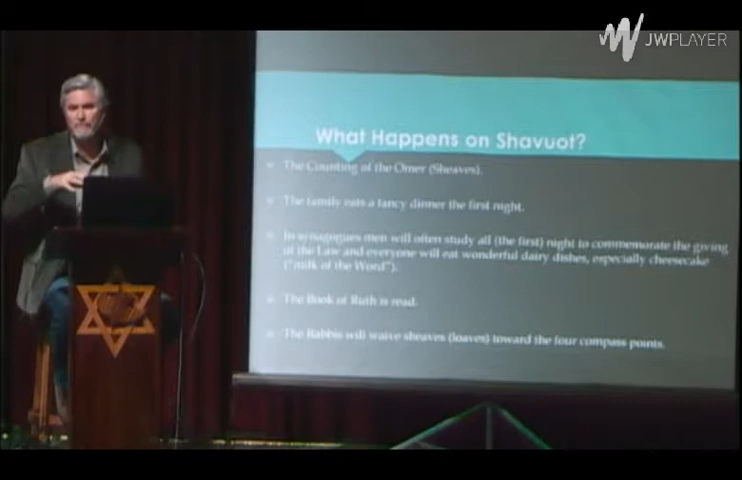 JWPLAYER
What Happens on Shavuot?
The Counting of the Omer (Sheaves).
The family eats a fancy dinner the first night.
In synagogues men will often study all (the first) night to commemorate the giving
of the Law and everyone will eat wonderful dairy dishes, especially cheesecake
("milk of the Word").
The Book of Ruth is read.
The Rabbis will waive sheaves (loaves) toward the four compass points.